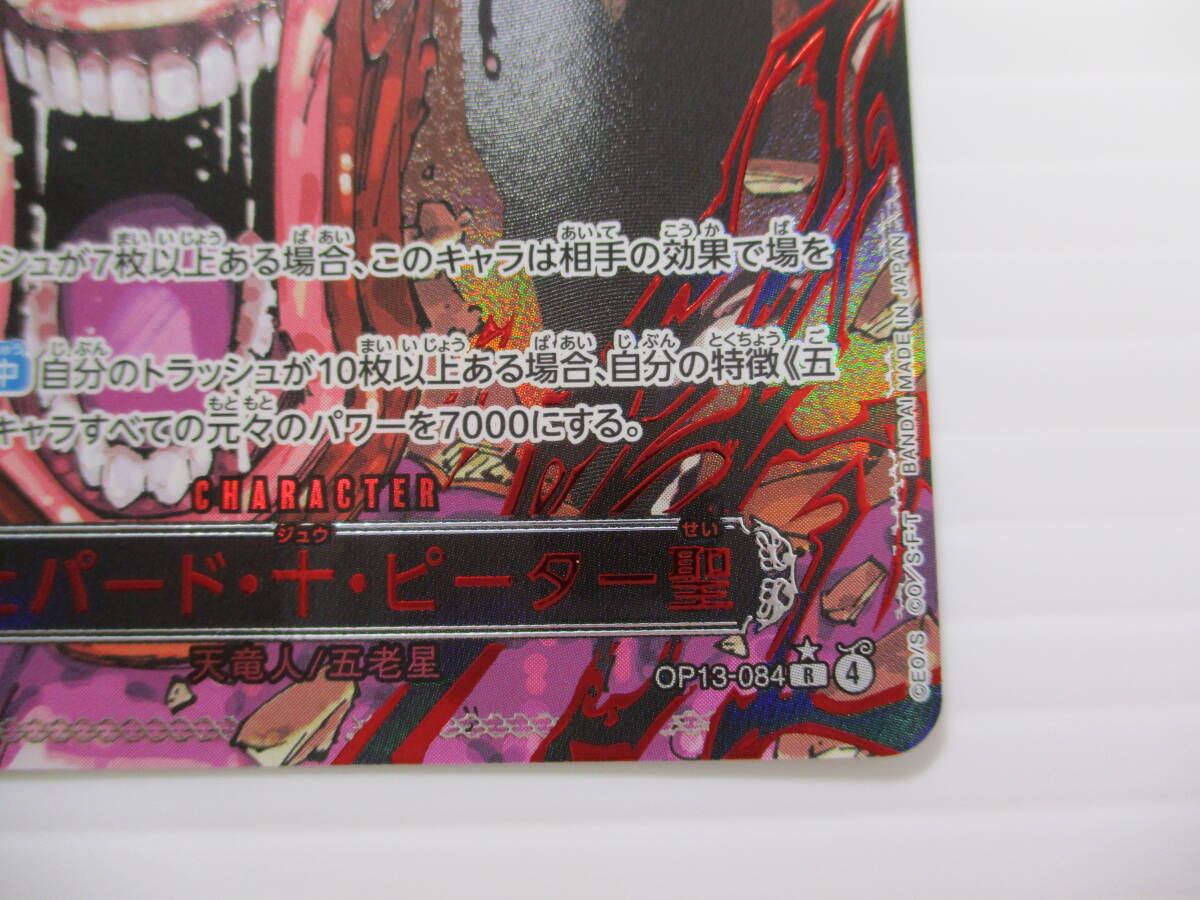 シュが7枚以上ある場合、このキャラは相手の効果で場を
中 自分のトラッシュが10枚以上ある場合、自分の特徴《五
キャラすべての元々のパワーを7000にする。
CHARACTER
パード・十・ピーター聖
天竜人/五老星
OP13-084 R 4
©EO/S ©O/S･F･T BANDAI MADE IN JAPAN